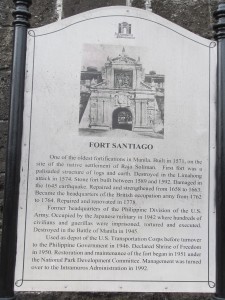 FORT SANTIAGO
One of the oldest fortifications in Manila. Built in 1571, on the
site of the native settlement of Raja Soliman. First fort was a
palisaded structure of logs and earth. Destroyed in the Limahong
attack in 1574. Stone fort built between 1589 and 1592. Damaged in
the 1645 earthquake. Repaired and strengthened from 1658 to 1663.
Became the headquarters of the British occupation army from 1762
to 1764. Repaired and renovated in 1778.
Former headquarters of the Philippine Division of the U.S.
Army. Occupied by the Japanese military in 1942 where hundreds of
civilians and guerillas were imprisoned, tortured and executed.
Destroyed in the Battle of Manila in 1945.
Used as depot of the U.S. Transportation Corps before turnover
to the Philippine Government in 1946. Declared Shrine of Freedom
in 1950. Restoration and maintenance of the fort began in 1951 under
the National Park Development Committee. Management was turned
over to the Intramuros Administration in 1992.